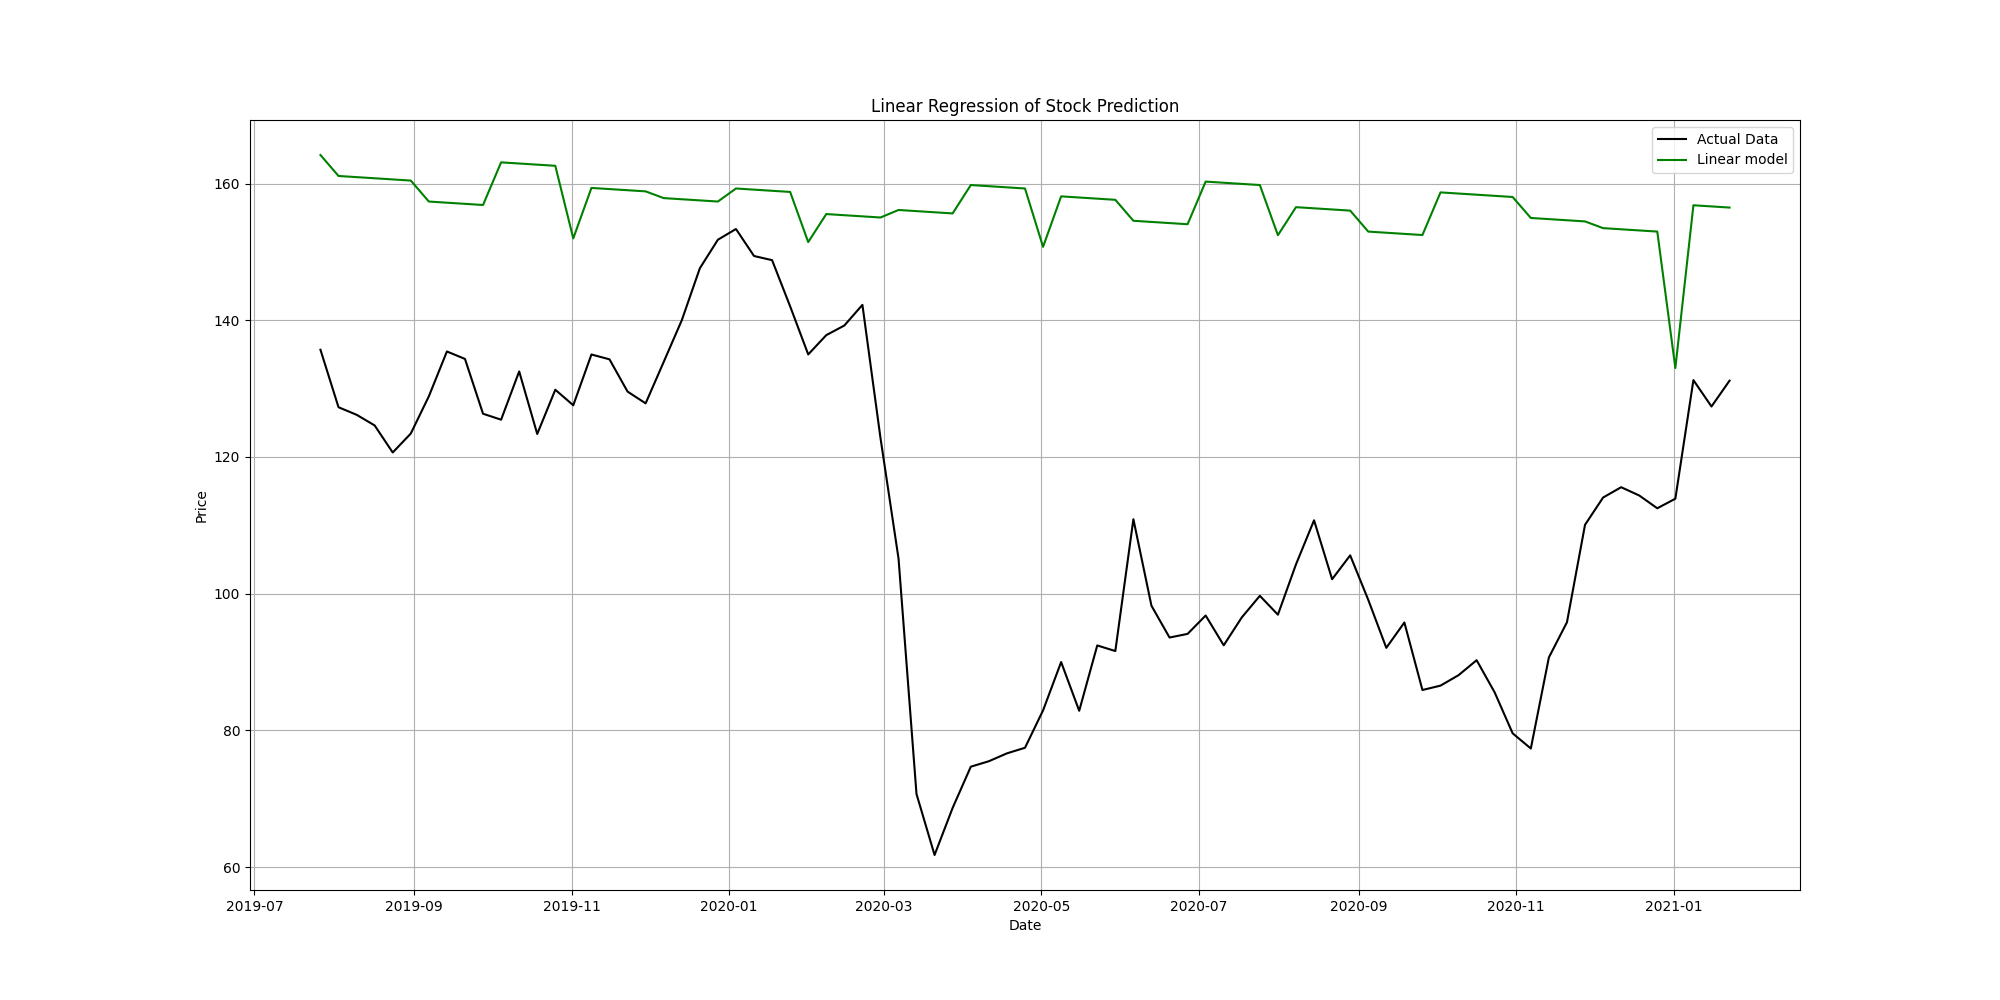 Linear Regression of Stock Prediction
Actual Data
Linear model
160
140
120
100
80
60
Price
2019-07 2019-09 2019-11 2020-01 2020-03 2020-05 2020-07 2020-09 2020-11 2021-01
Date